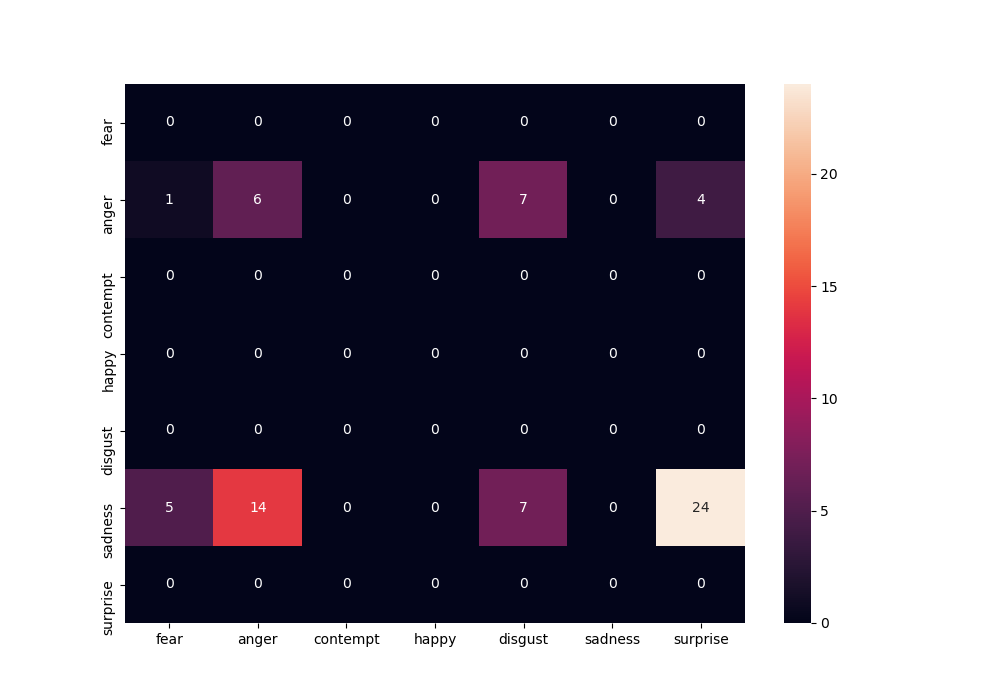 fear 0 0 0 0 0 0 0
anger 1 6 0 0 7 0 4
contempt 0 0 0 0 0 0 0
happy 0 0 0 0 0 0 0
disgust 0 0 0 0 0 0 0
sadness 5 14 0 0 7 0 24
surprise 0 0 0 0 0 0 0
fear anger contempt happy disgust sadness surprise
20
15
10
5
0